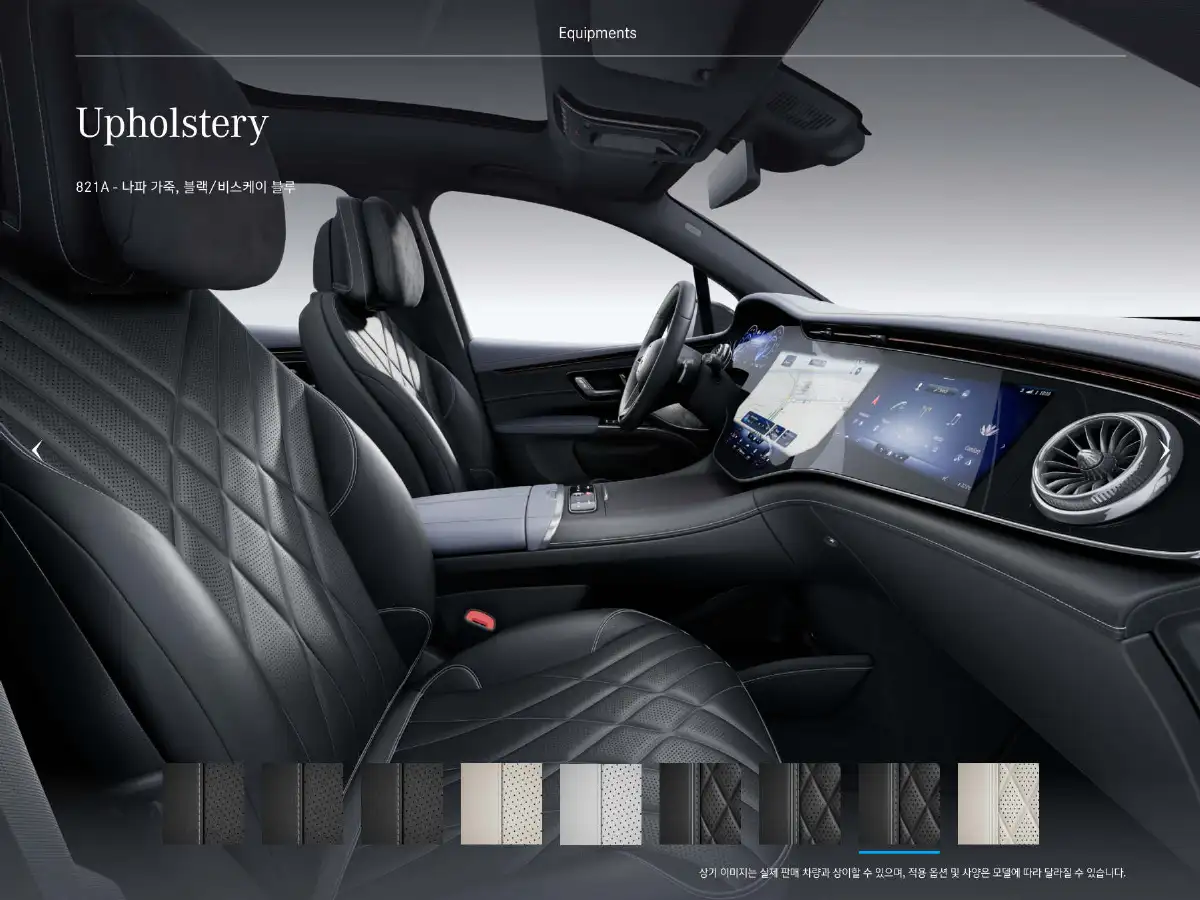 Equipments
Upholstery
821A - 나파 가죽, 블랙/비스케이 블루
상기 이미지는 실제 판매 차량과 상이할 수 있으며, 적용 옵션 및 사양은 모델에 따라 달라질 수 있습니다.